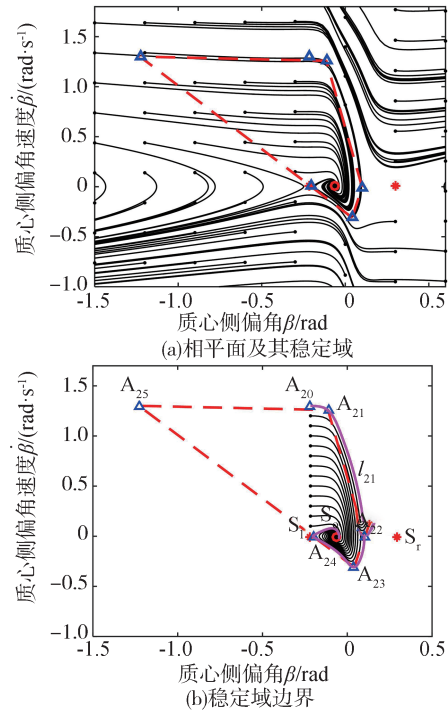 1.5
1.0
0.5
0
-0.5
-1.0
质心侧偏角速度β̇/(rad·s⁻¹)
-1.5 -1.0 -0.5 0 0.5
质心侧偏角β/rad
(a)相平面及其稳定域
A₂₅ A₂₀
A₂₁
l₂₁
S
S_l
A₂₂ S_r
A₂₄
A₂₃
1.5
1.0
0.5
0
-0.5
-1.0
质心侧偏角速度β̇/(rad·s⁻¹)
-1.5 -1.0 -0.5 0 0.5
质心侧偏角β/rad
(b)稳定域边界